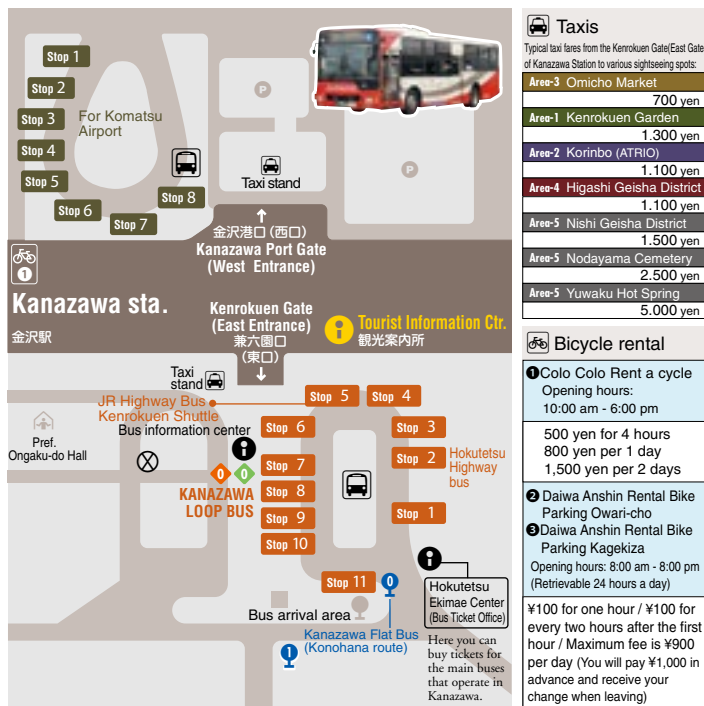 Stop 1
Stop 2
Stop 3
Stop 4
Stop 5
Stop 6
Stop 7
Stop 8
For Komatsu
Airport
P
P
Taxi stand
金沢港口（西口）
Kanazawa Port Gate
(West Entrance)
1
Kanazawa sta.
金沢駅
Kenrokuen Gate
(East Entrance)
兼六園口
（東口）
Tourist Information Ctr.
観光案内所
Taxi
stand
JR Highway Bus
Kenrokuen Shuttle
Bus information center
Pref.
Ongaku-do Hall
0
0
KANAZAWA
LOOP BUS
Stop 5
Stop 4
Stop 6
Stop 3
Stop 7
Stop 2
Hokutetsu
Highway
bus
Stop 8
Stop 9
Stop 1
Stop 10
Stop 11
0
Bus arrival area
Kanazawa Flat Bus
(Konohana route)
1
Hokutetsu
Ekimae Center
(Bus Ticket Office)
Here you can
buy tickets for
the main buses
that operate in
Kanazawa.
Taxis
Typical taxi fares from the Kenrokuen Gate(East Gate
of Kanazawa Station to various sightseeing spots:
Area-3 Omicho Market
700 yen
Area-1 Kenrokuen Garden
1.300 yen
Area-2 Korinbo (ATRIO)
1.100 yen
Area-4 Higashi Geisha District
1.100 yen
Area-5 Nishi Geisha District
1.500 yen
Area-5 Nodayama Cemetery
2.500 yen
Area-5 Yuwaku Hot Spring
5.000 yen
Bicycle rental
❶Colo Colo Rent a cycle
Opening hours:
10:00 am - 6:00 pm
500 yen for 4 hours
800 yen per 1 day
1,500 yen per 2 days
❷ Daiwa Anshin Rental Bike
Parking Owari-cho
❸Daiwa Anshin Rental Bike
Parking Kagekiza
Opening hours: 8:00 am - 8:00 pm
(Retrievable 24 hours a day)
¥100 for one hour / ¥100 for
every two hours after the first
hour / Maximum fee is ¥900
per day (You will pay ¥1,000 in
advance and receive your
change when leaving)